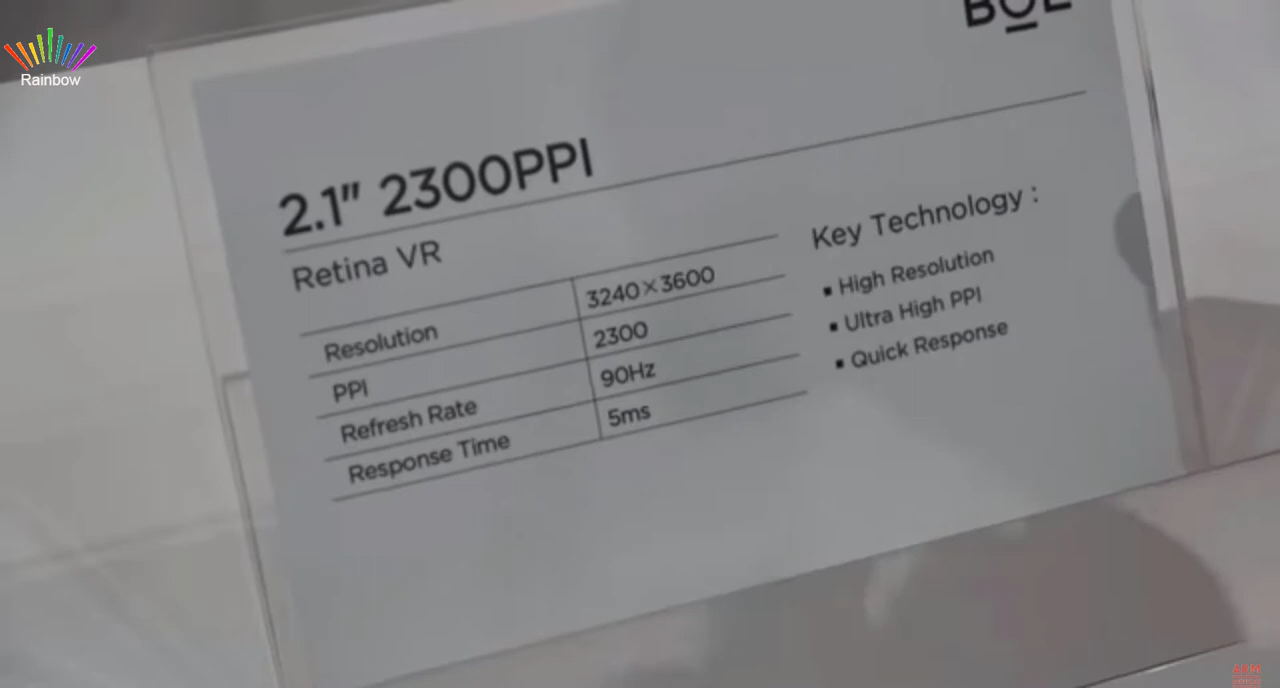 Rainbow
BOE
2.1" 2300PPI
Retina VR
Resolution 3240×3600
PPI 2300
Refresh Rate 90Hz
Response Time 5ms
Key Technology :
▪ High Resolution
▪ Ultra High PPI
▪ Quick Response